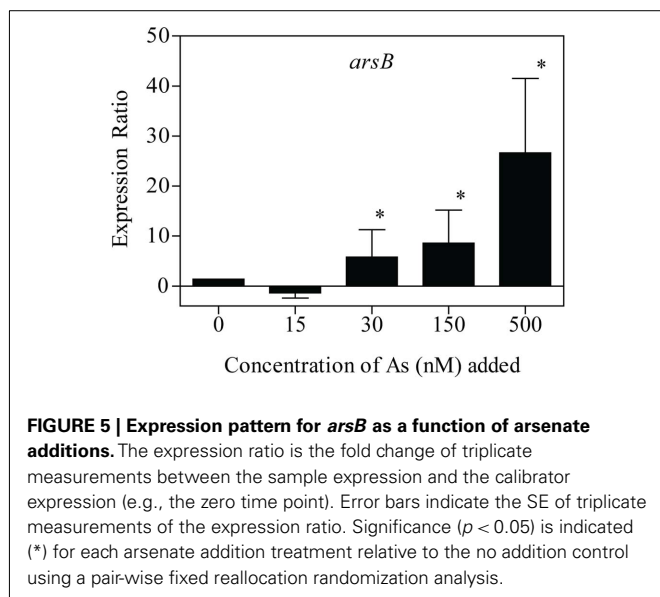 50
40
30
20
10
0
Expression Ratio
arsB
*
*
*
0 15 30 150 500
Concentration of As (nM) added
FIGURE 5 | Expression pattern for arsB as a function of arsenate
additions. The expression ratio is the fold change of triplicate
measurements between the sample expression and the calibrator
expression (e.g., the zero time point). Error bars indicate the SE of triplicate
measurements of the expression ratio. Significance (p < 0.05) is indicated
(*) for each arsenate addition treatment relative to the no addition control
using a pair-wise fixed reallocation randomization analysis.